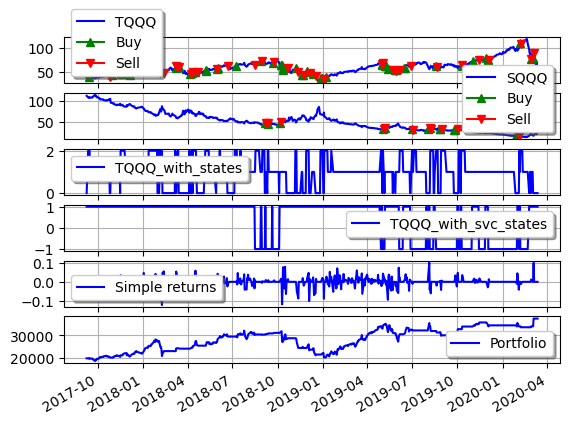 TQQQ
Buy
Sell
100
50
SQQQ
Buy
Sell
100
50
2
0
TQQQ_with_states
1
0
−1
TQQQ_with_svc_states
0.1
0.0
−0.1
Simple returns
30000
20000
Portfolio
2017-10
2018-01
2018-04
2018-07
2018-10
2019-01
2019-04
2019-07
2019-10
2020-01
2020-04